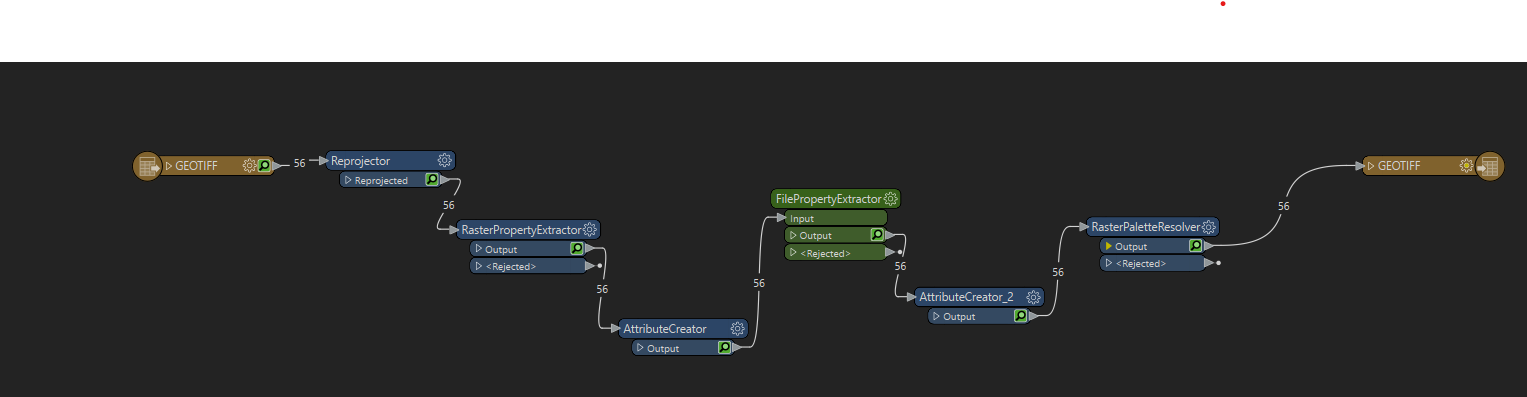 GEOTIFF
56
Reprojector
Reprojected
56
RasterPropertyExtractor
Output
<Rejected>
56
AttributeCreator
Output
56
FilePropertyExtractor
Input
Output
<Rejected>
56
AttributeCreator_2
Output
56
RasterPaletteResolver
Output
<Rejected>
56
GEOTIFF